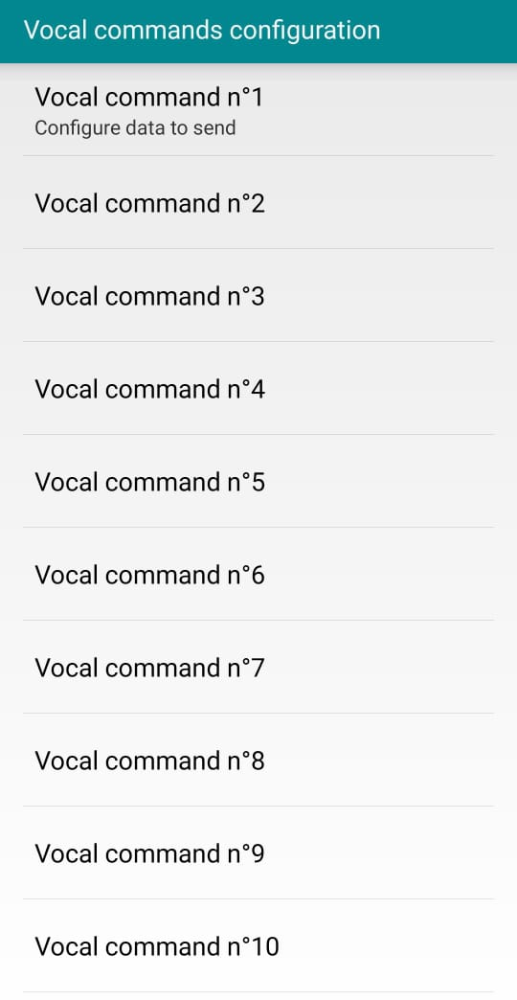 Vocal commands configuration
Vocal command n°1
Configure data to send
Vocal command n°2
Vocal command n°3
Vocal command n°4
Vocal command n°5
Vocal command n°6
Vocal command n°7
Vocal command n°8
Vocal command n°9
Vocal command n°10